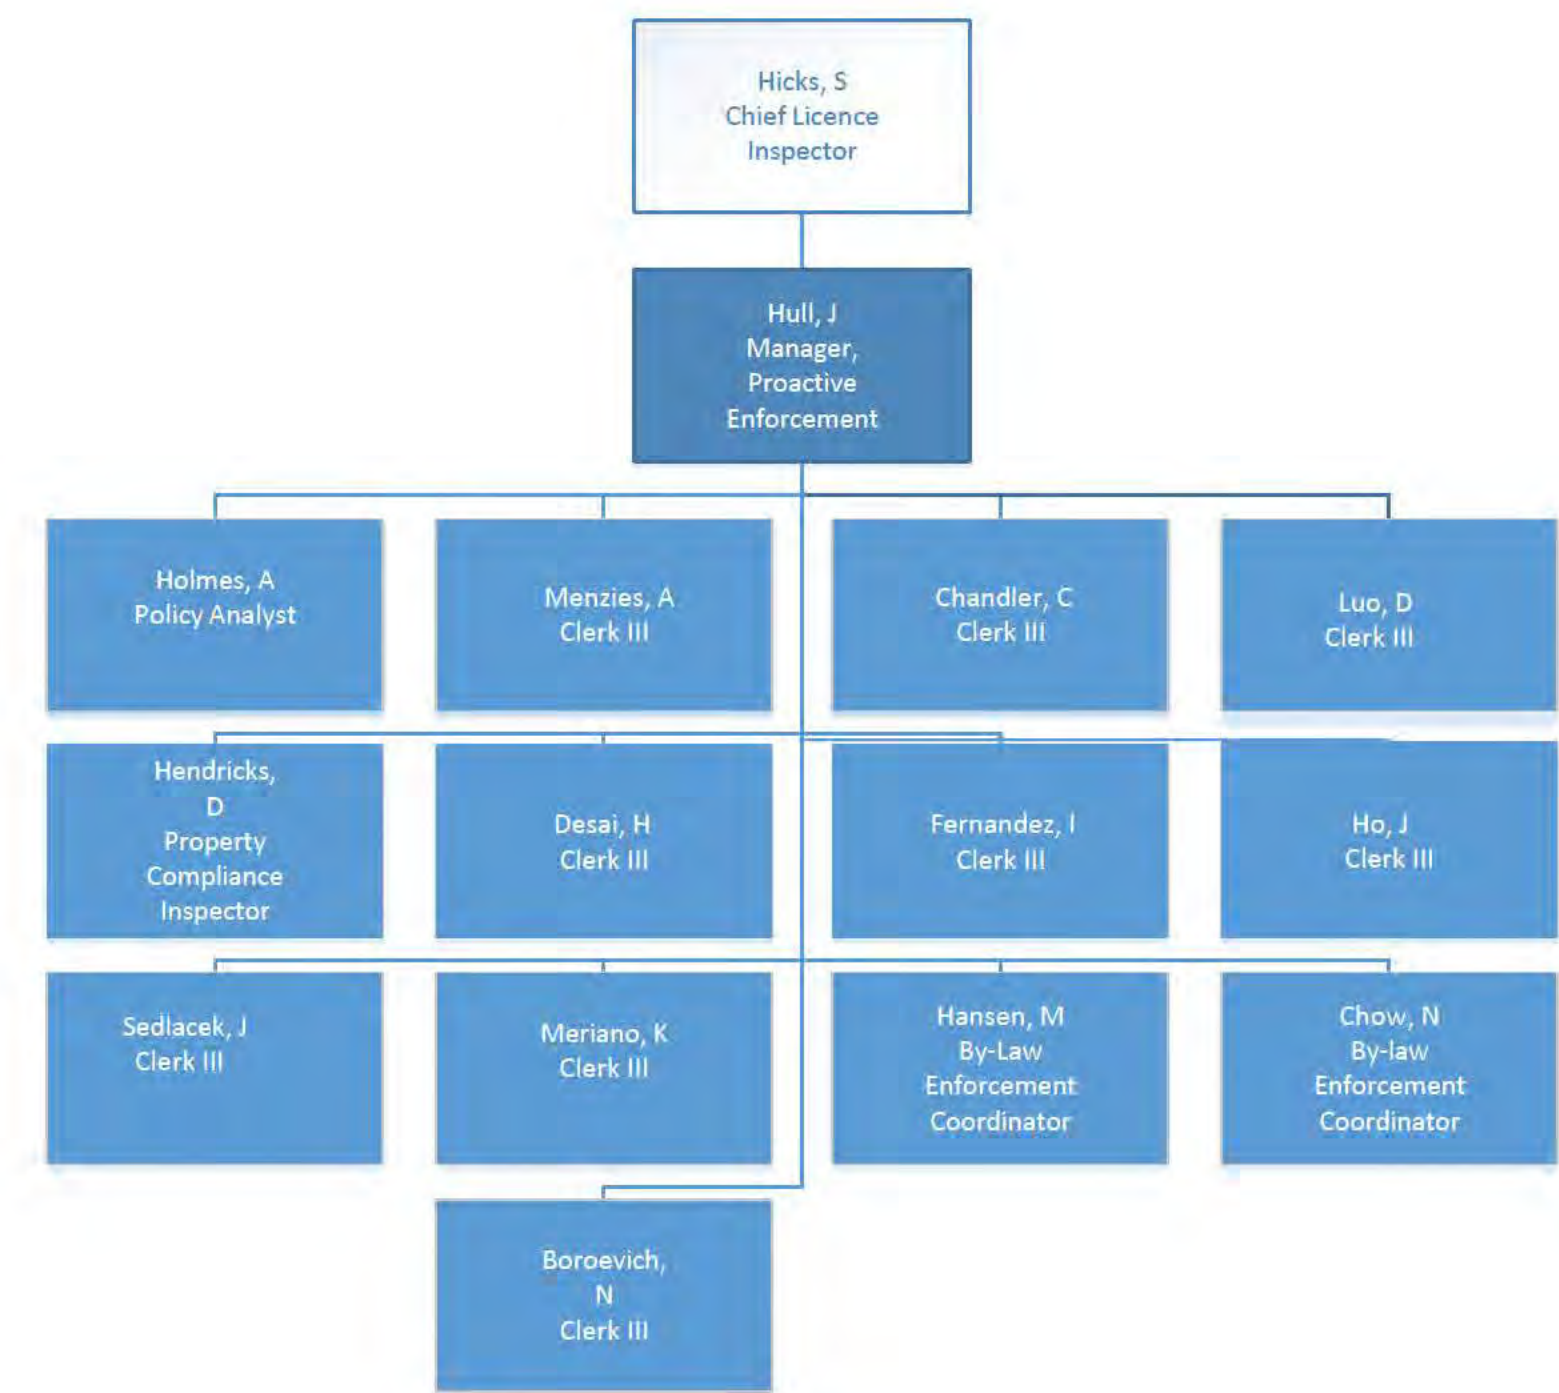 Hicks, S
Chief Licence
Inspector
Hull, J
Manager,
Proactive
Enforcement
Holmes, A
Policy Analyst
Menzies, A
Clerk III
Chandler, C
Clerk III
Luo, D
Clerk III
Hendricks,
D
Property
Compliance
Inspector
Desai, H
Clerk III
Fernandez, I
Clerk III
Ho, J
Clerk III
Sedlacek, J
Clerk III
Meriano, K
Clerk III
Hansen, M
By-Law
Enforcement
Coordinator
Chow, N
By-law
Enforcement
Coordinator
Boroevich,
N
Clerk III